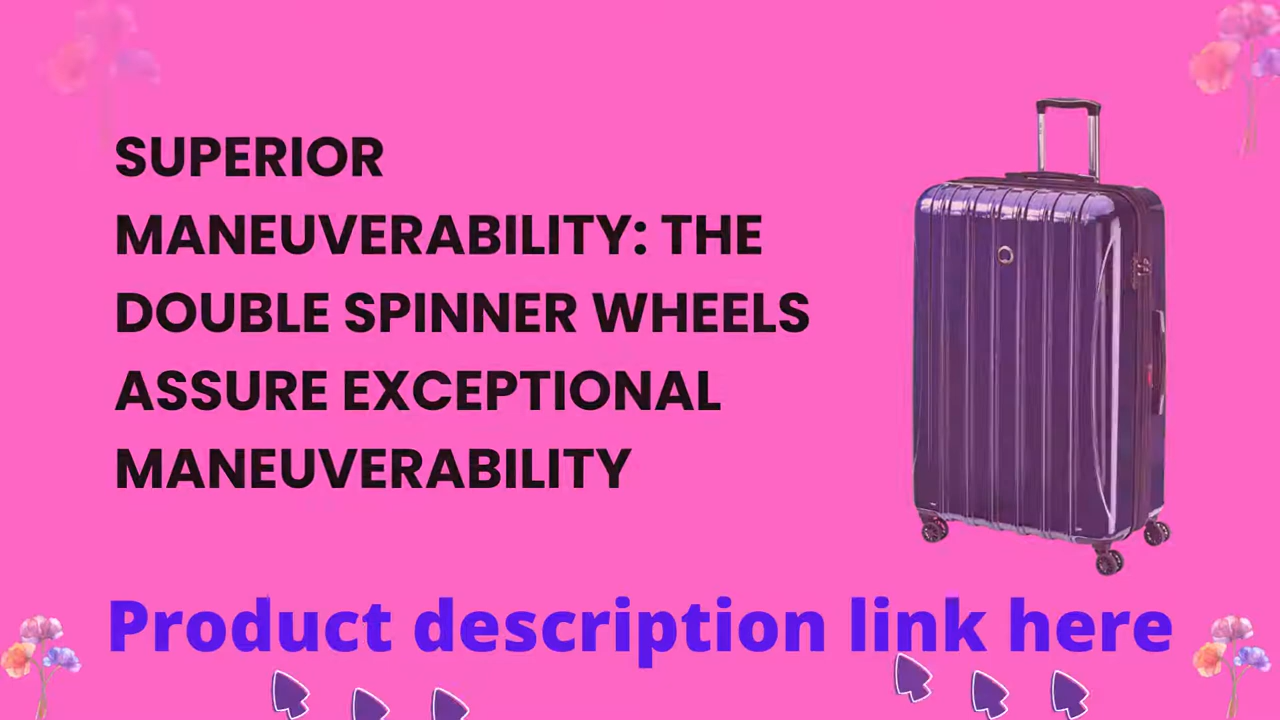 SUPERIOR
MANEUVERABILITY: THE
DOUBLE SPINNER WHEELS
ASSURE EXCEPTIONAL
MANEUVERABILITY
Product description link here